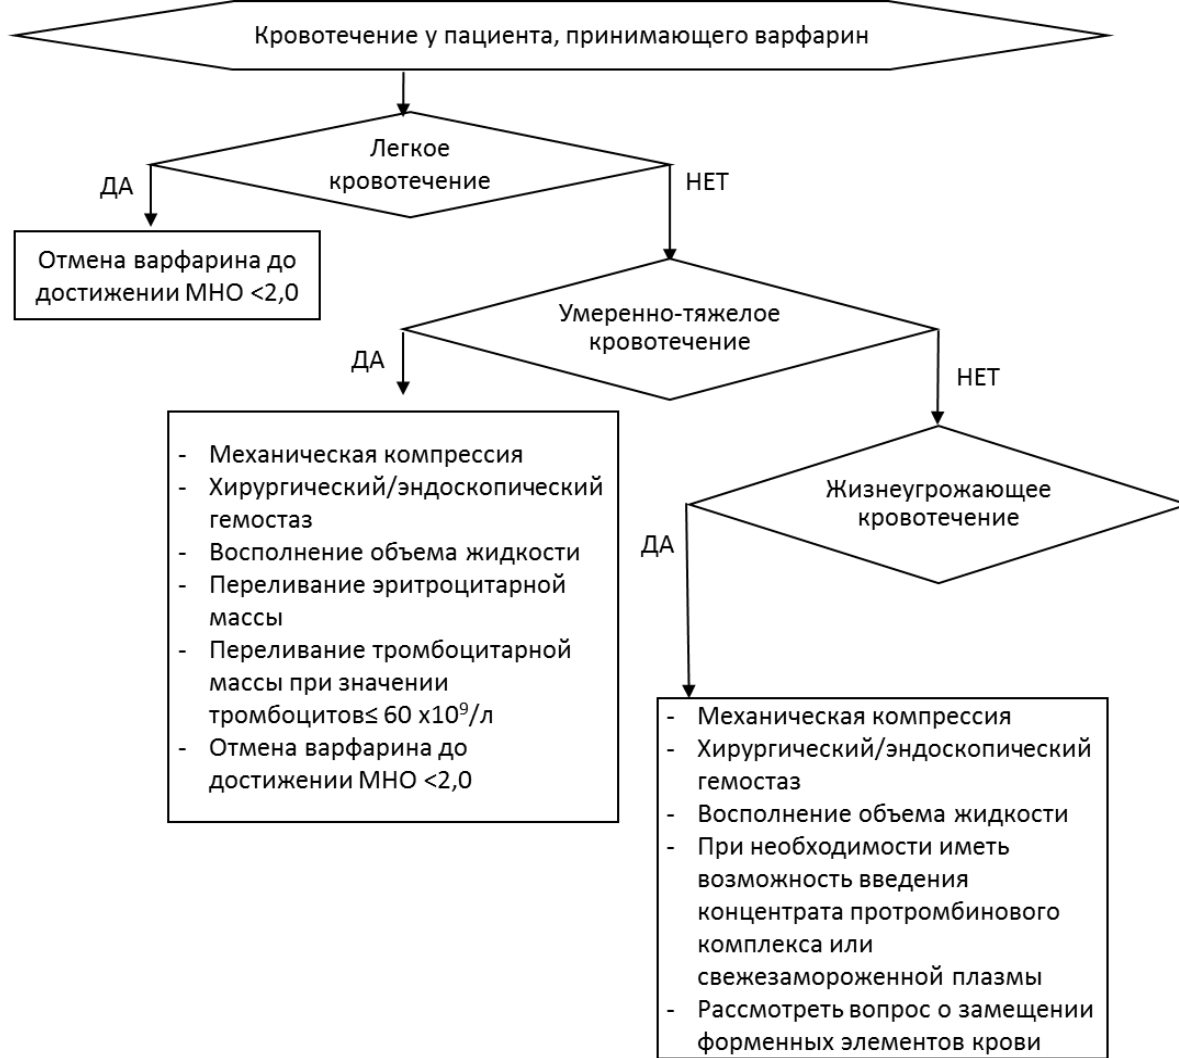 Кровотечение у пациента, принимающего варфарин
Легкое
кровотечение
ДА
НЕТ
Отмена варфарина до
достижении МНО <2,0
Умеренно-тяжелое
кровотечение
ДА
НЕТ
- Механическая компрессия
- Хирургический/эндоскопический
гемостаз
- Восполнение объема жидкости
- Переливание эритроцитарной
массы
- Переливание тромбоцитарной
массы при значении
тромбоцитов≤ 60 х10⁹/л
- Отмена варфарина до
достижении МНО <2,0
Жизнеугрожающее
кровотечение
ДА
- Механическая компрессия
- Хирургический/эндоскопический
гемостаз
- Восполнение объема жидкости
- При необходимости иметь
возможность введения
концентрата протромбинового
комплекса или
свежезамороженной плазмы
- Рассмотреть вопрос о замещении
форменных элементов крови